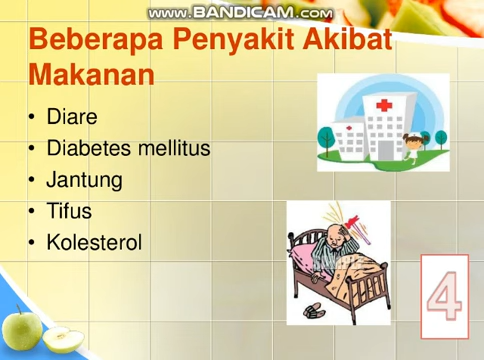 www.BANDICAM.com
Beberapa Penyakit Akibat
Makanan
• Diare
• Diabetes mellitus
• Jantung
• Tifus
• Kolesterol
4